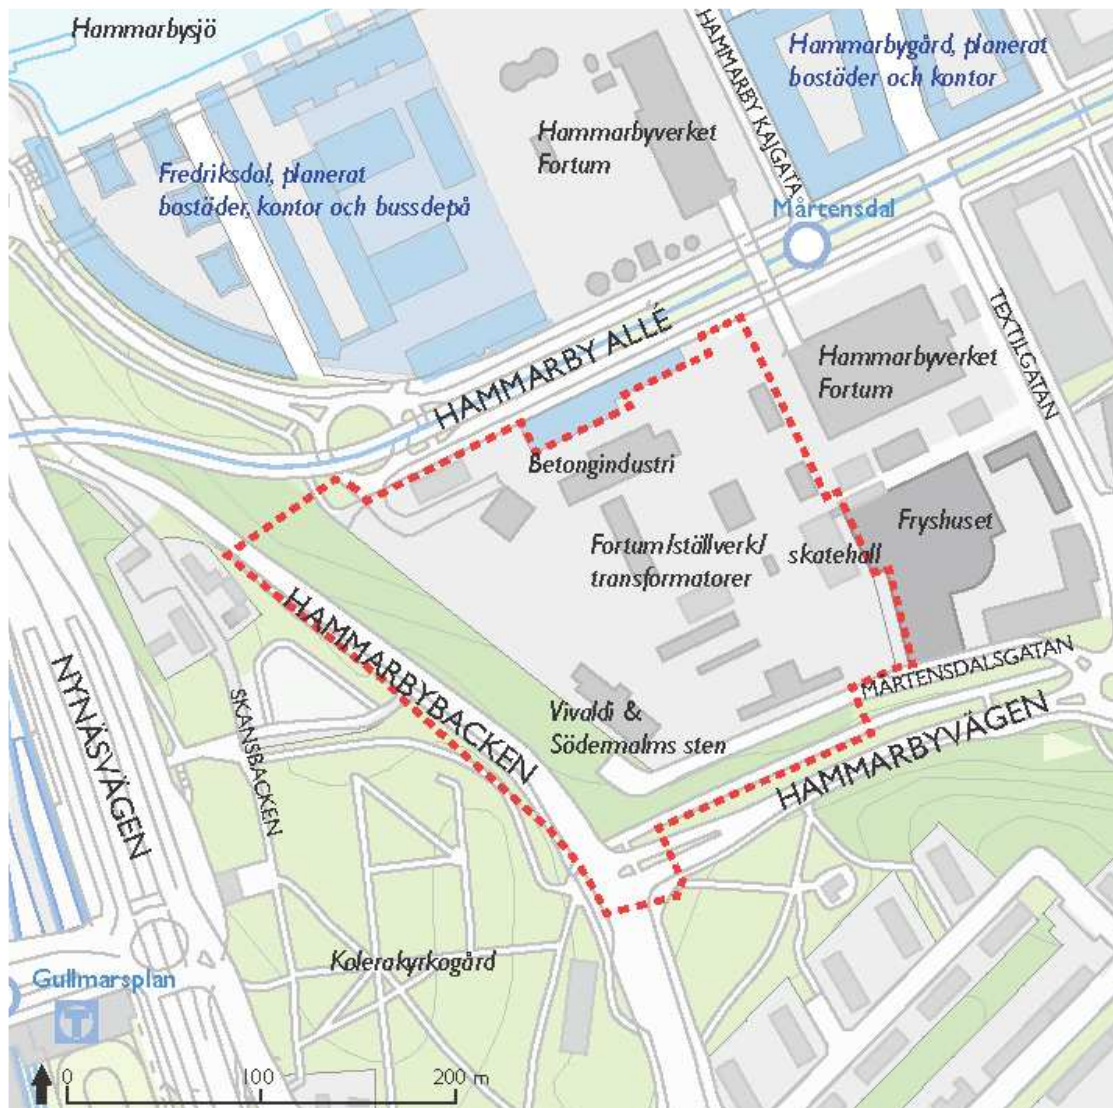 Hammarbysjö
HAMMARBY KAJGATA
Hammarbygård, planerat
bostäder och kontor
Hammarbyverket
Fortum
Fredriksdal, planerat
bostäder, kontor och bussdepå
Mårtensdal
HAMMARBY ALLÉ
TEXTILGATAN
Hammarbyverket
Fortum
Betongindustri
Fryshuset
Fortum/ställverk/
transformatorer
skatehall
HAMMARBYBACKEN
NYNÄSVÄGEN
SKANSBACKEN
MÅRTENSDALSGATAN
Vivaldi &
Södermalms sten
HAMMARBYVÄGEN
Kolerakyrkogård
Gullmarsplan
T
0 100 200 m